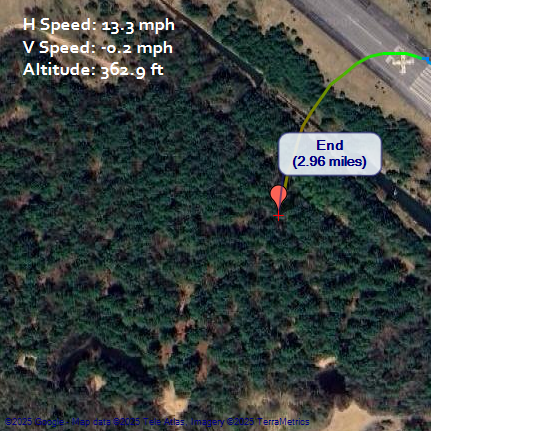 H Speed: 13.3 mph
V Speed: -0.2 mph
Altitude: 362.9 ft
End
(2.96 miles)
©2025 Google - Map data ©2025 Tele Atlas, Imagery ©2025 TerraMetrics